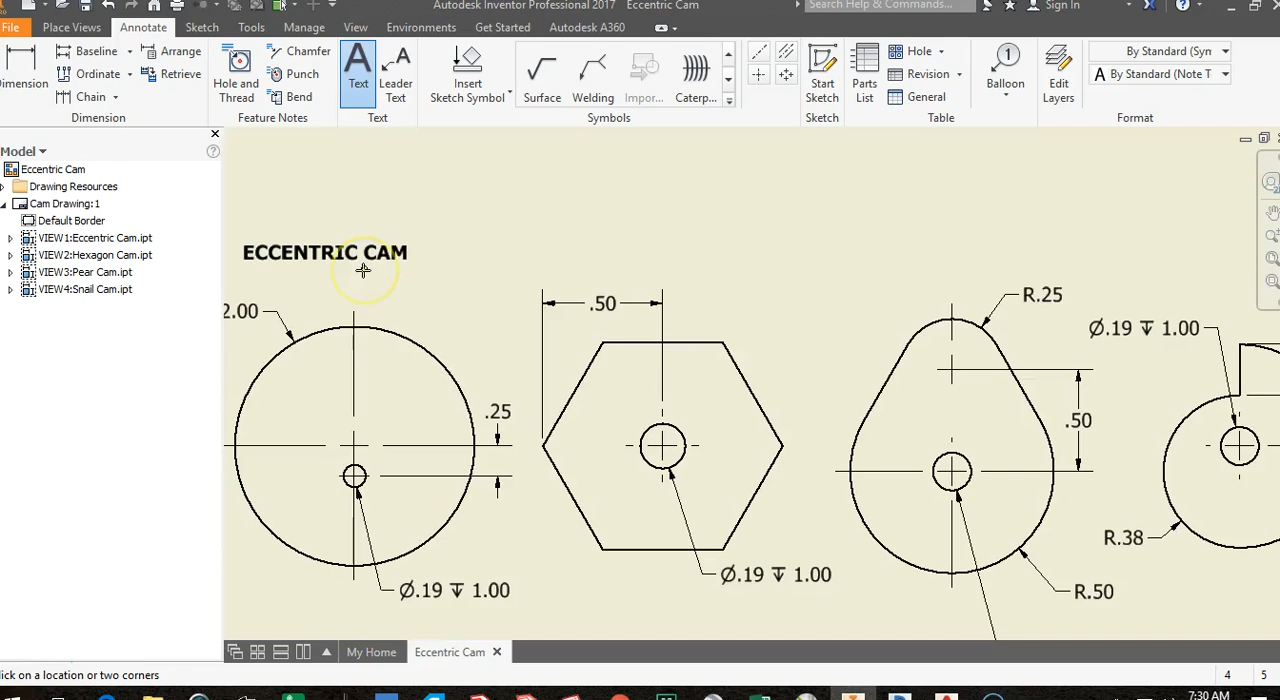 Autodesk Inventor Professional 2017 Eccentric Cam
Search Help & Commands...
Sign In
File Place Views Annotate Sketch Tools Manage View Environments Get Started Autodesk A360
Dimension
Baseline
Ordinate
Chain
Arrange
Retrieve
Dimension
Hole and Thread
Chamfer
Punch
Bend
Feature Notes
Text
Leader Text
Text
Insert Sketch Symbol
Surface
Welding
Impor...
Caterp...
Symbols
Start Sketch
Sketch
Parts List
Hole
Revision
General
Table
Balloon
Edit Layers
By Standard (Syn
A By Standard (Note T
Format
Model
Eccentric Cam
Drawing Resources
Cam Drawing:1
Default Border
VIEW1:Eccentric Cam.ipt
VIEW2:Hexagon Cam.ipt
VIEW3:Pear Cam.ipt
VIEW4:Snail Cam.ipt
ECCENTRIC CAM
2.00
.25
Ø.19 ↧ 1.00
.50
Ø.19 ↧ 1.00
R.25
.50
R.50
Ø.19 ↧ 1.00
R.38
My Home
Eccentric Cam
lick on a location or two corners
4 5
7:30 AM